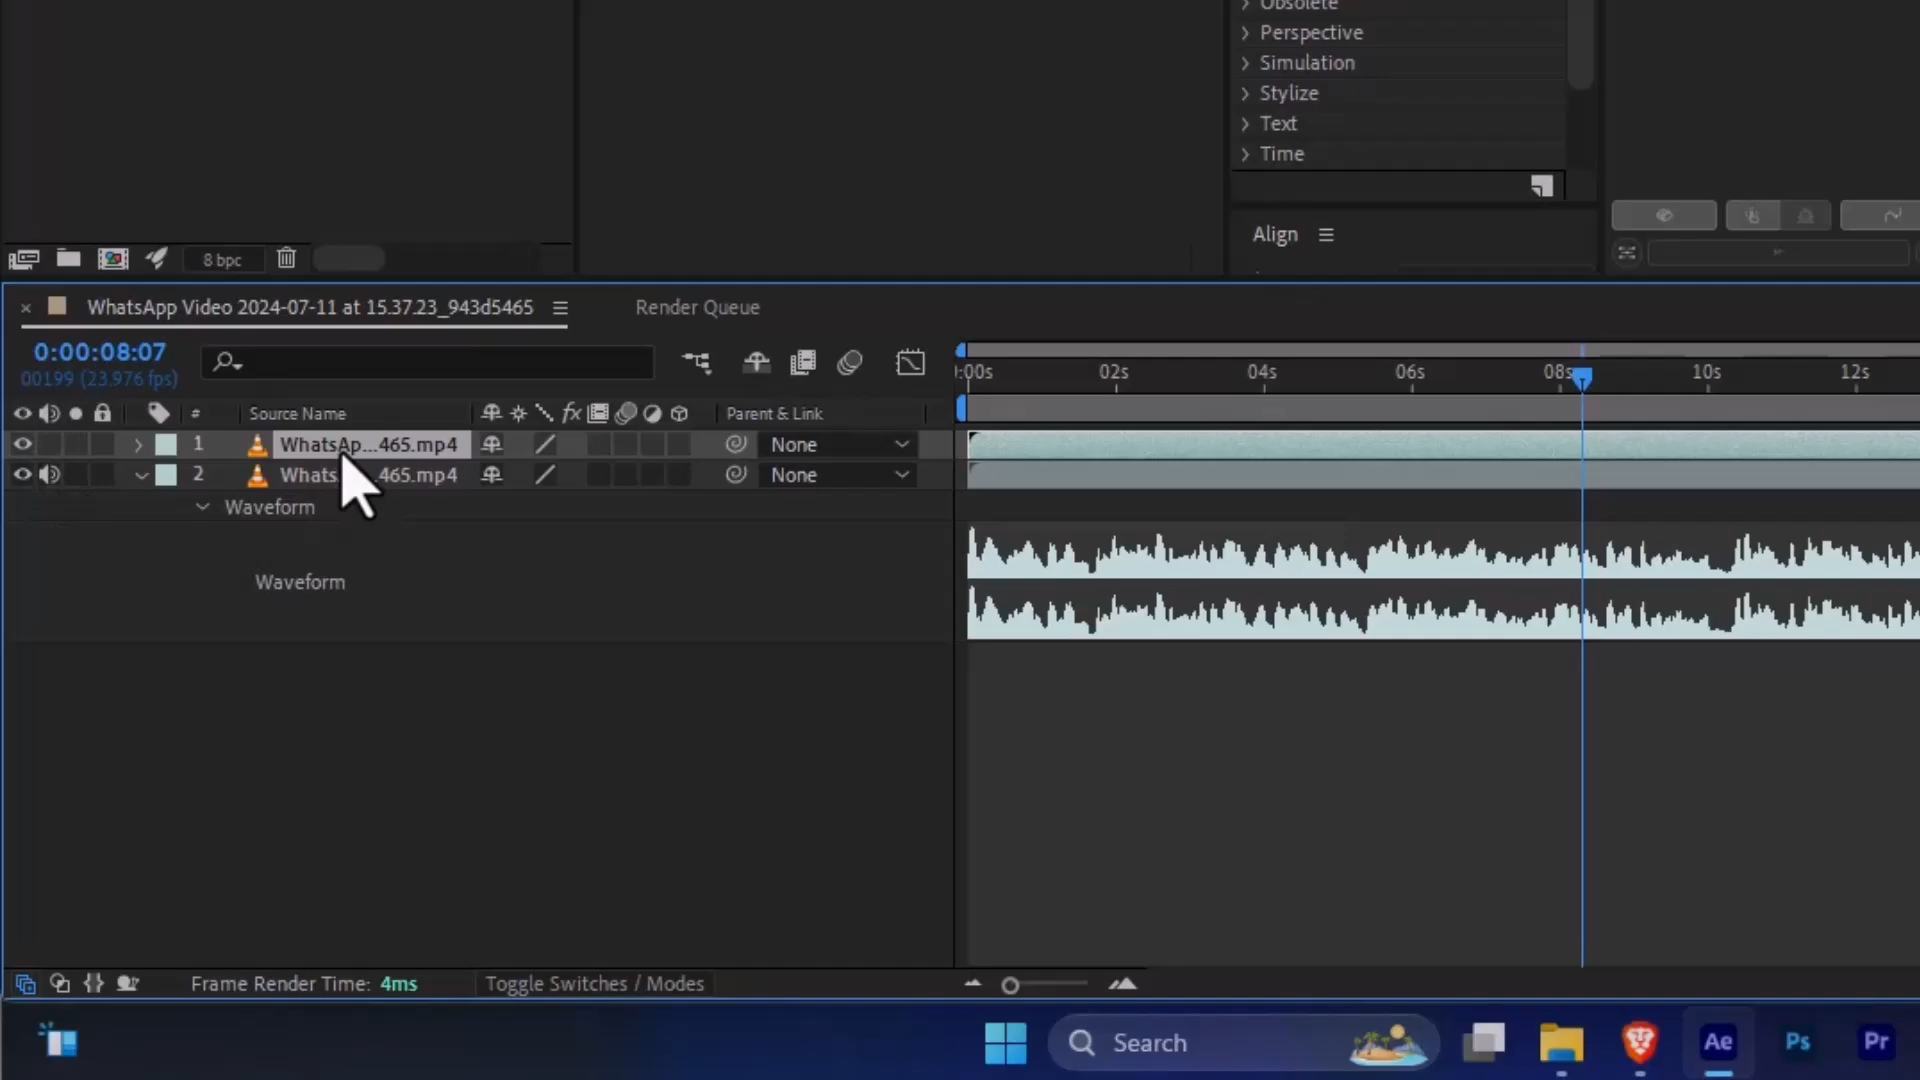 Obsolete
Perspective
Simulation
Stylize
Text
Time
Align
8 bpc
WhatsApp Video 2024-07-11 at 15.37.23_943d5465
Render Queue
0:00:08:07
00199 (23.976 fps)
:00s 02s 04s 06s 08s 10s 12s
# Source Name fx Parent & Link
1 WhatsAp...465.mp4 None
2 Whats .465.mp4 None
Waveform
Waveform
Frame Render Time: 4ms Toggle Switches / Modes
Search Ae Ps Pr